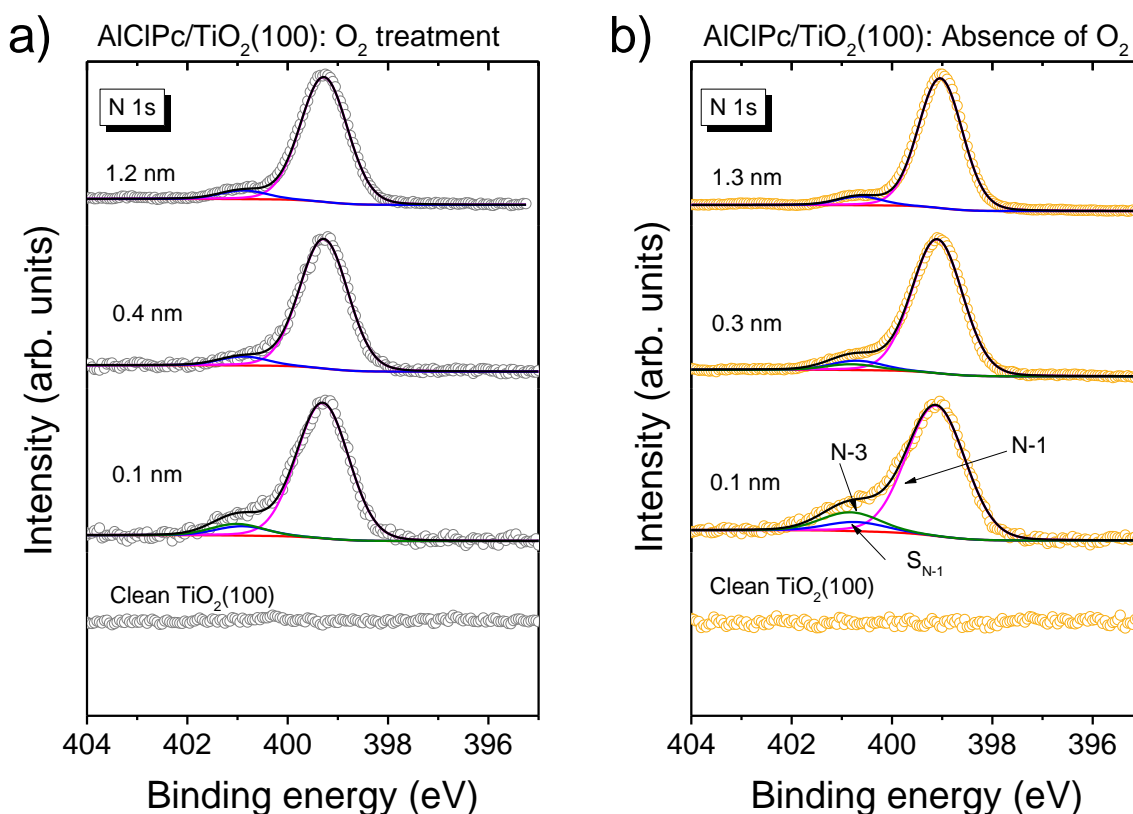 a)
AlClPc/TiO₂(100): O₂ treatment
N 1s
1.2 nm
0.4 nm
0.1 nm
Clean TiO₂(100)
Intensity (arb. units)
404 402 400 398 396
Binding energy (eV)
b)
AlClPc/TiO₂(100): Absence of O₂
N 1s
1.3 nm
0.3 nm
N-3
N-1
0.1 nm
S_N-1
Clean TiO₂(100)
Intensity (arb. units)
404 402 400 398 396
Binding energy (eV)